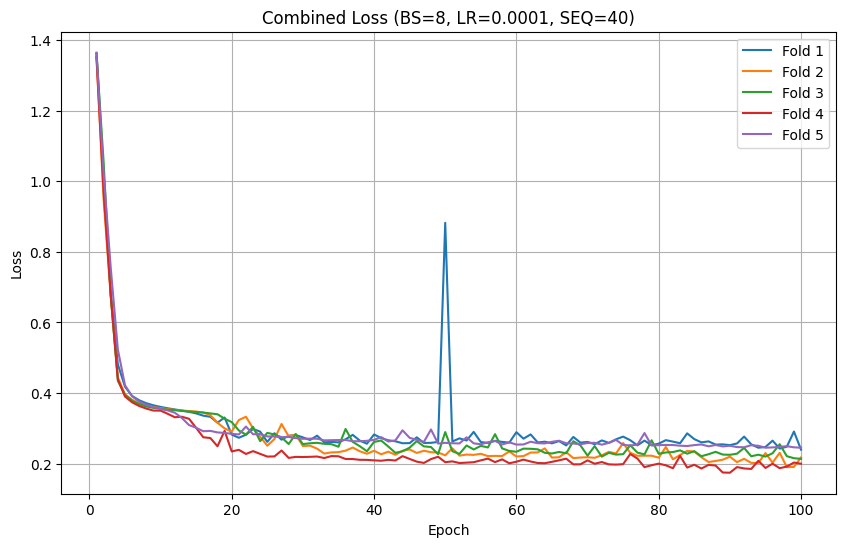 Combined Loss (BS=8, LR=0.0001, SEQ=40)
1.4
1.2
1.0
0.8
0.6
0.4
0.2
Loss
Fold 1
Fold 2
Fold 3
Fold 4
Fold 5
0 20 40 60 80 100
Epoch